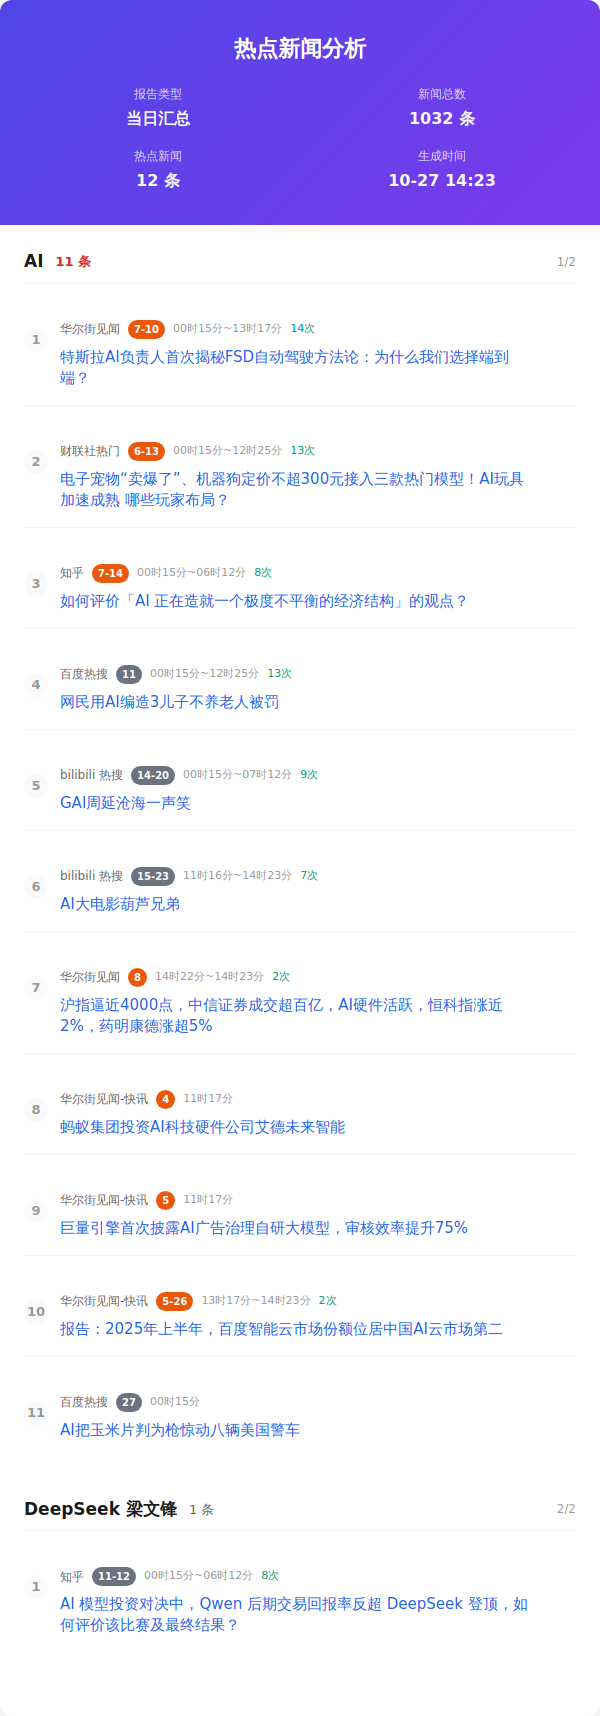 热点新闻分析
报告类型
新闻总数
当日汇总
1032 条
热点新闻
生成时间
12 条
10-27 14:23
AI 11 条 1/2
1
华尔街见闻 7-10 00时15分~13时17分 14次
特斯拉AI负责人首次揭秘FSD自动驾驶方法论：为什么我们选择端到
端？
2
财联社热门 6-13 00时15分~12时25分 13次
电子宠物“卖爆了”、机器狗定价不超300元接入三款热门模型！AI玩具
加速成熟 哪些玩家布局？
3
知乎 7-14 00时15分~06时12分 8次
如何评价「AI 正在造就一个极度不平衡的经济结构」的观点？
4
百度热搜 11 00时15分~12时25分 13次
网民用AI编造3儿子不养老人被罚
5
bilibili 热搜 14-20 00时15分~07时12分 9次
GAI周延沧海一声笑
6
bilibili 热搜 15-23 11时16分~14时23分 7次
AI大电影葫芦兄弟
7
华尔街见闻 8 14时22分~14时23分 2次
沪指逼近4000点，中信证券成交超百亿，AI硬件活跃，恒科指涨近
2%，药明康德涨超5%
8
华尔街见闻-快讯 4 11时17分
蚂蚁集团投资AI科技硬件公司艾德未来智能
9
华尔街见闻-快讯 5 11时17分
巨量引擎首次披露AI广告治理自研大模型，审核效率提升75%
10
华尔街见闻-快讯 5-26 13时17分~14时23分 2次
报告：2025年上半年，百度智能云市场份额位居中国AI云市场第二
11
百度热搜 27 00时15分
AI把玉米片判为枪惊动八辆美国警车
DeepSeek 梁文锋 1 条 2/2
1
知乎 11-12 00时15分~06时12分 8次
AI 模型投资对决中，Qwen 后期交易回报率反超 DeepSeek 登顶，如
何评价该比赛及最终结果？